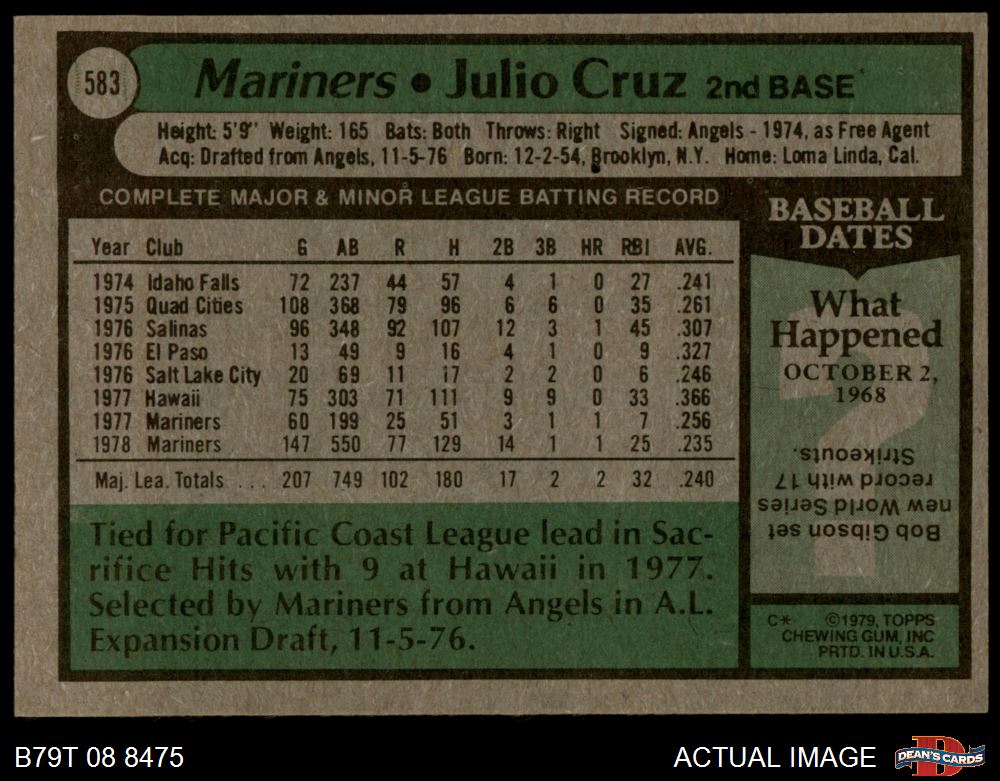 583
Mariners • Julio Cruz 2nd BASE
Height: 5'9" Weight: 165 Bats: Both Throws: Right Signed: Angels - 1974, as Free Agent
Acq: Drafted from Angels, 11-5-76 Born: 12-2-54, Brooklyn, N.Y. Home: Loma Linda, Cal.
COMPLETE MAJOR & MINOR LEAGUE BATTING RECORD
Year Club G AB R H 2B 3B HR RBI AVG.
1974 Idaho Falls 72 237 44 57 4 1 0 27 .241
1975 Quad Cities 108 368 79 96 6 6 0 35 .261
1976 Salinas 96 348 92 107 12 3 1 45 .307
1976 El Paso 13 49 9 16 4 1 0 9 .327
1976 Salt Lake City 20 69 11 17 2 2 0 6 .246
1977 Hawaii 75 303 71 111 9 9 0 33 .366
1977 Mariners 60 199 25 51 3 1 1 7 .256
1978 Mariners 147 550 77 129 14 1 1 25 .235
Maj. Lea. Totals ... 207 749 102 180 17 2 2 32 .240
Tied for Pacific Coast League lead in Sac-
rifice Hits with 9 at Hawaii in 1977.
Selected by Mariners from Angels in A.L.
Expansion Draft, 11-5-76.
BASEBALL
DATES
What
Happened
OCTOBER 2,
1968
?
Bob Gibson set
new World Series
record with 17
Strikeouts.
C* ©1979, TOPPS
CHEWING GUM, INC
PRTD. IN U.S.A.
B79T 08 8475
ACTUAL IMAGE
D
DEAN'S CARDS